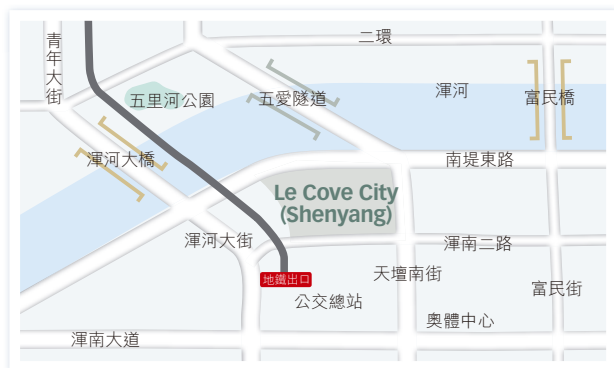 二環
青年大街
五里河公園
五愛隧道
渾河
富民橋
渾河大橋
南堤東路
Le Cove City
(Shenyang)
渾河大街
渾南二路
地鐵出口
天壇南街
富民街
公交總站
奧體中心
渾南大道